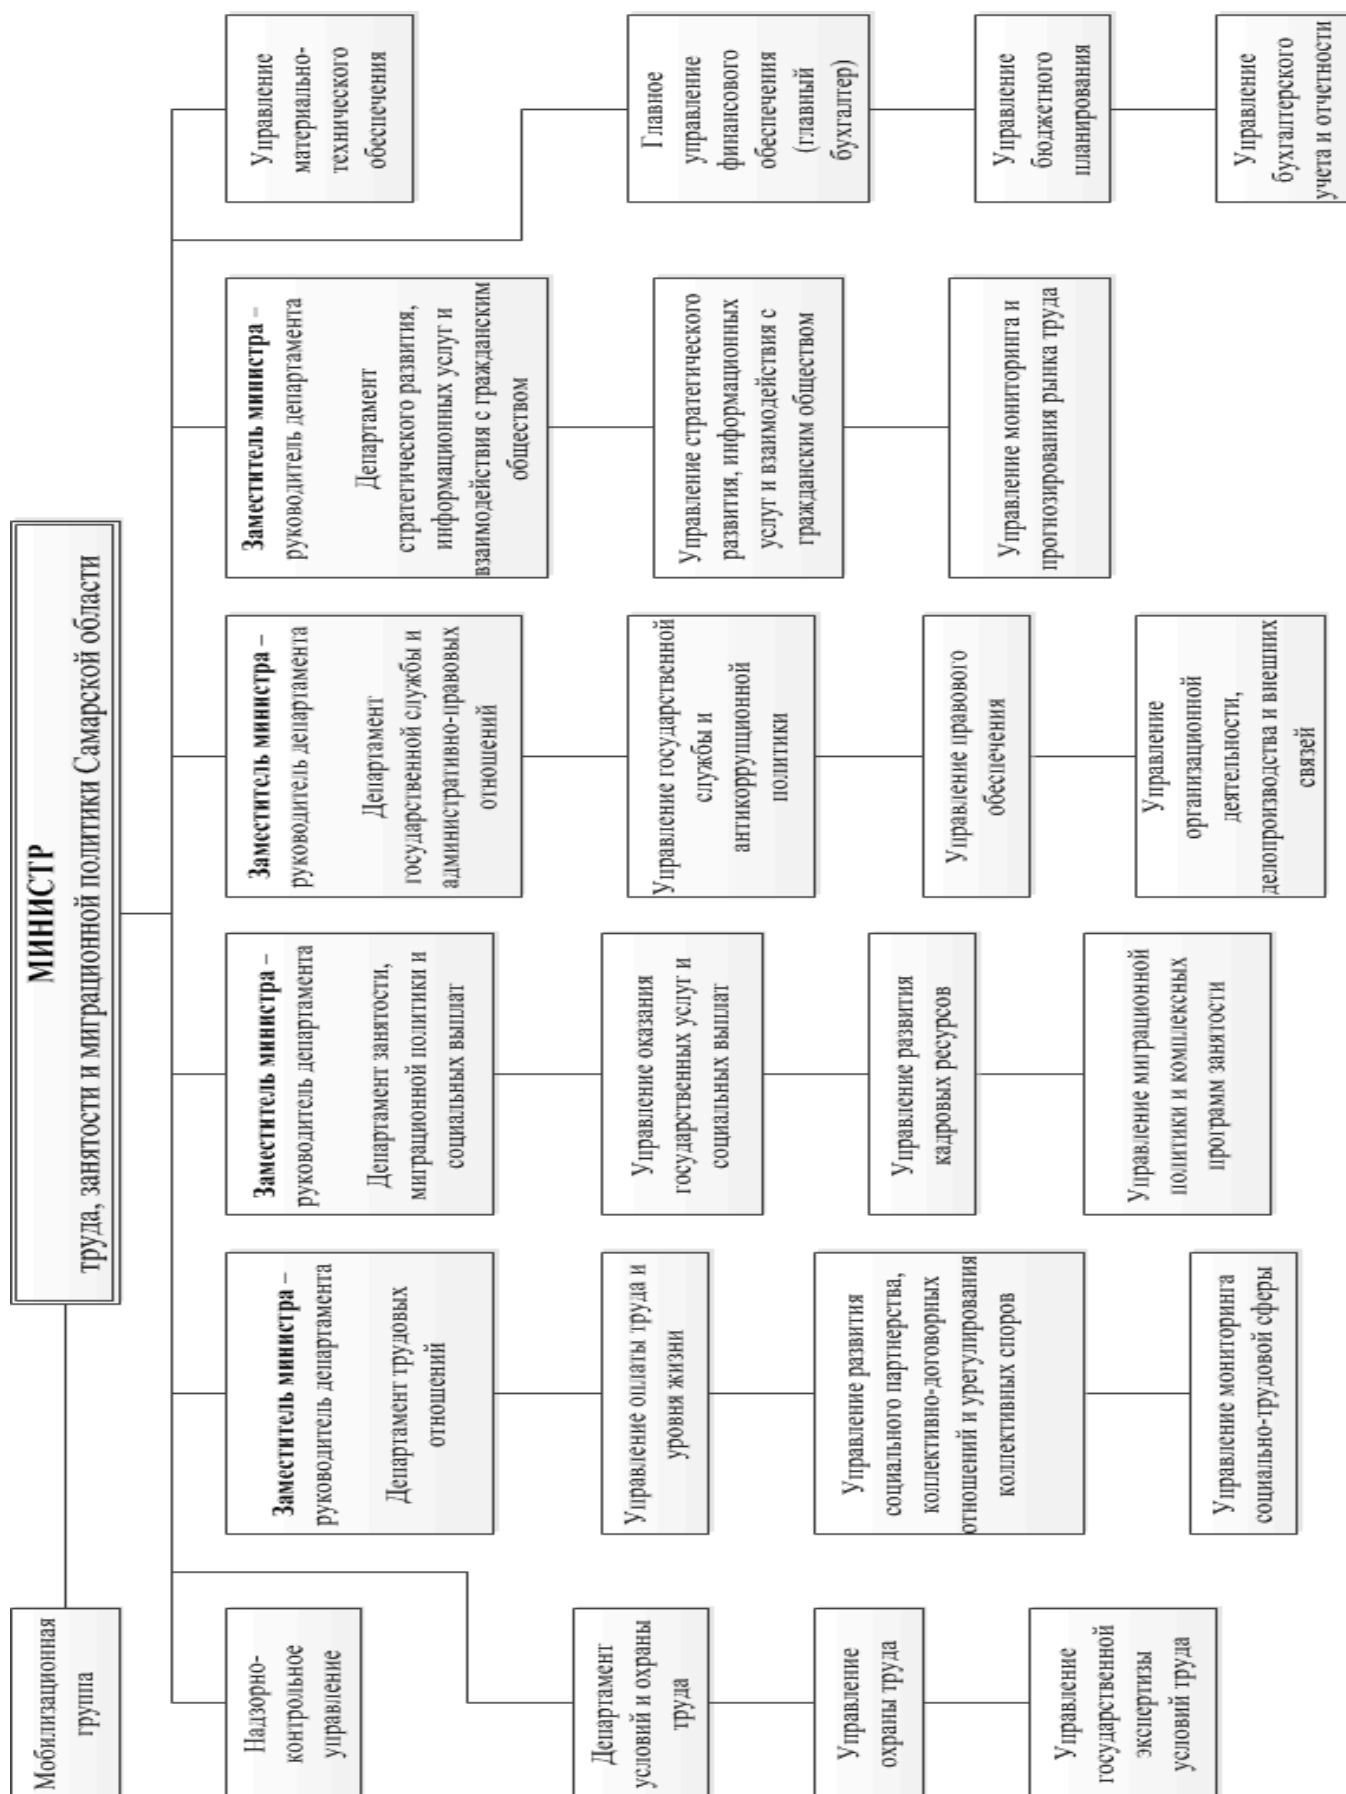 МИНИСТР
труда, занятости и миграционной политики Самарской области
Мобилизационная
группа
Надзорно-
контрольное
управление
Департамент
условий и охраны
труда
Управление
охраны труда
Управление
государственной
экспертизы
условий труда
Заместитель министра –
руководитель департамента
Департамент трудовых
отношений
Управление оплаты труда и
уровня жизни
Управление развития
социального партнерства,
коллективно-договорных
отношений и урегулирования
коллективных споров
Управление мониторинга
социально-трудовой сферы
Заместитель министра –
руководитель департамента
Департамент занятости,
миграционной политики и
социальных выплат
Управление оказания
государственных услуг и
социальных выплат
Управление развития
кадровых ресурсов
Управление миграционной
политики и комплексных
программ занятости
Заместитель министра –
руководитель департамента
Департамент
государственной службы и
административно-правовых
отношений
Управление государственной
службы и
антикоррупционной
политики
Управление правового
обеспечения
Управление
организационной
деятельности,
делопроизводства и внешних
связей
Заместитель министра –
руководитель департамента
Департамент
стратегического развития,
информационных услуг и
взаимодействия с гражданским
обществом
Управление стратегического
развития, информационных
услуг и взаимодействия с
гражданским обществом
Управление мониторинга и
прогнозирования рынка труда
Управление
материально-
технического
обеспечения
Главное
управление
финансового
обеспечения
(главный
бухгалтер)
Управление
бюджетного
планирования
Управление
бухгалтерского
учета и отчетности